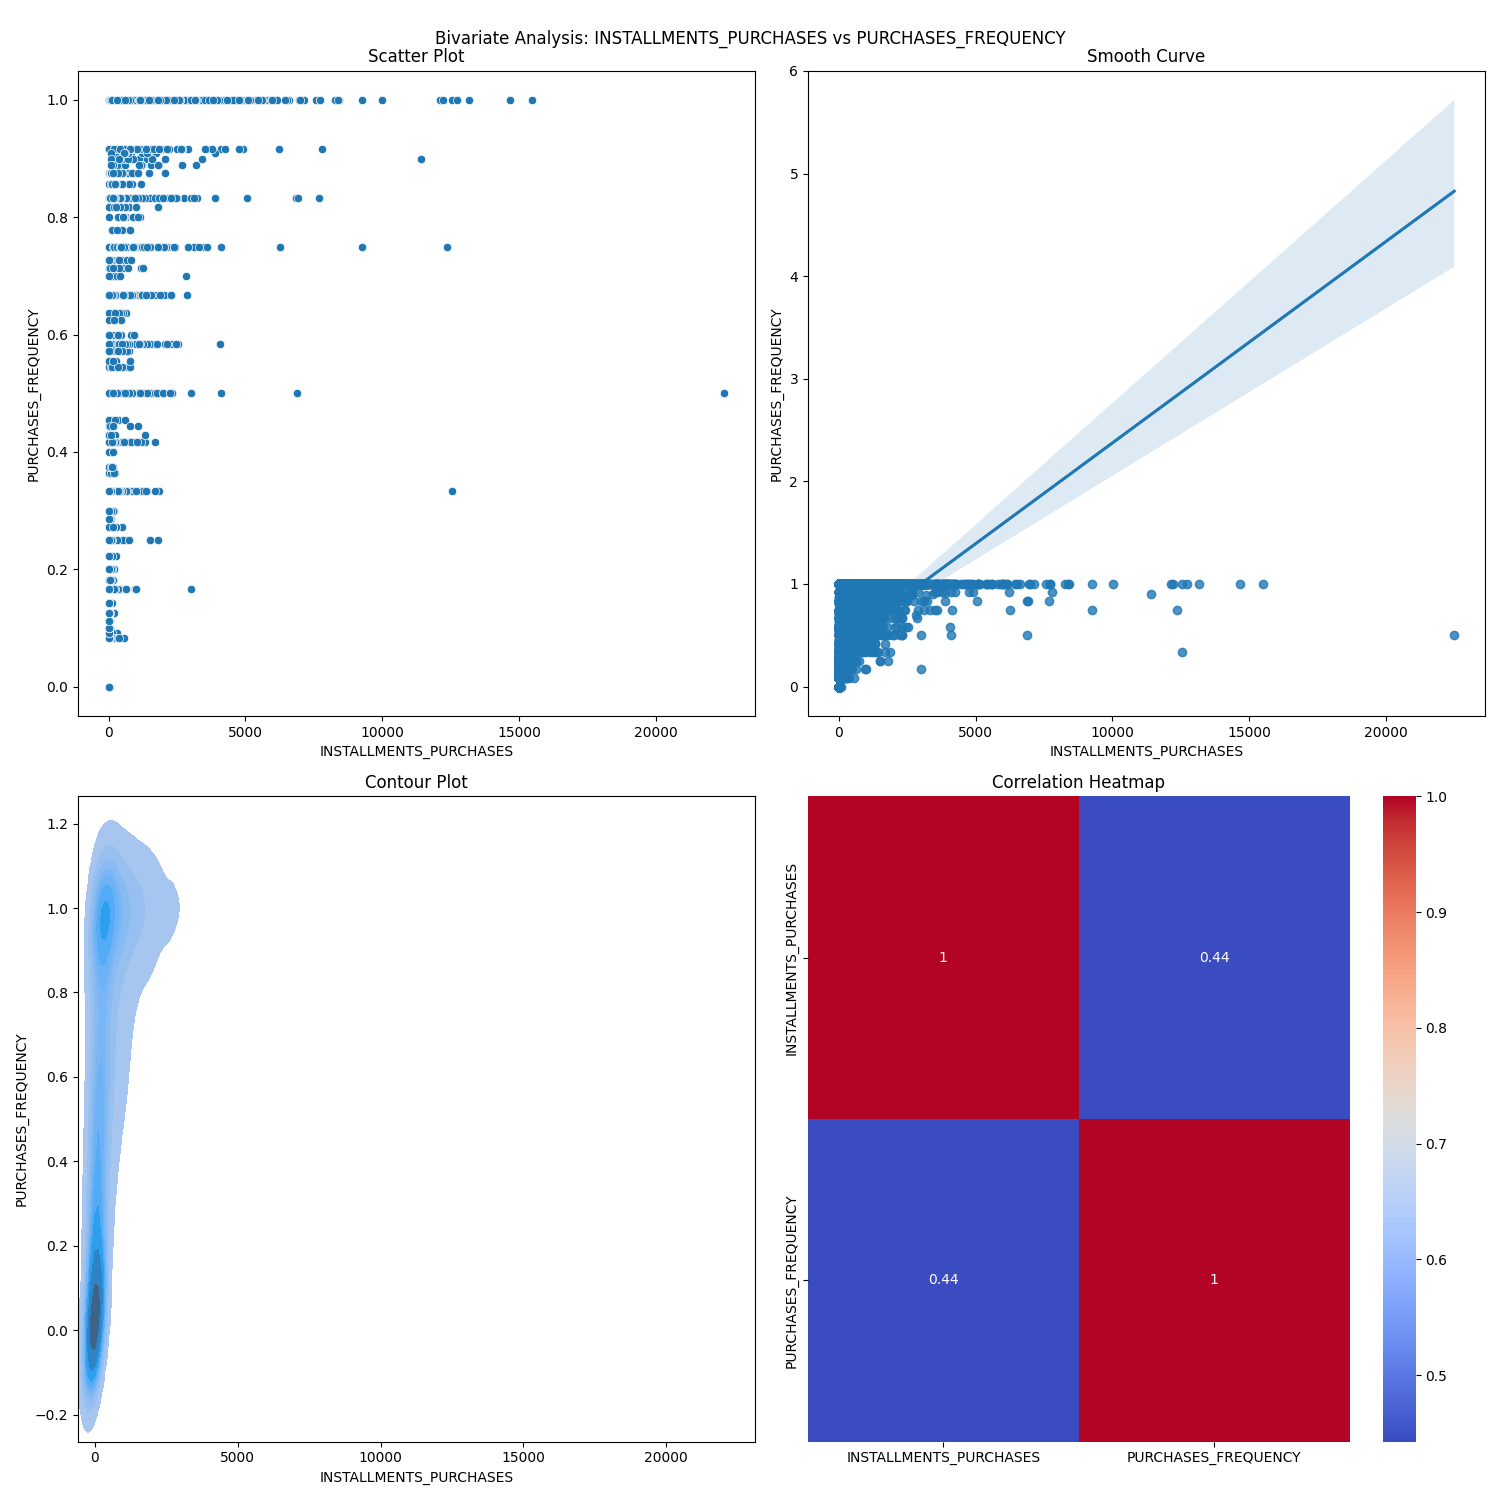 Bivariate Analysis: INSTALLMENTS_PURCHASES vs PURCHASES_FREQUENCY
Scatter Plot
1.0
0.8
0.6
0.4
0.2
0.0
PURCHASES_FREQUENCY
0 5000 10000 15000 20000
INSTALLMENTS_PURCHASES
Smooth Curve
6
5
4
3
2
1
0
PURCHASES_FREQUENCY
0 5000 10000 15000 20000
INSTALLMENTS_PURCHASES
Contour Plot
1.2
1.0
0.8
0.6
0.4
0.2
0.0
−0.2
PURCHASES_FREQUENCY
0 5000 10000 15000 20000
INSTALLMENTS_PURCHASES
Correlation Heatmap
INSTALLMENTS_PURCHASES
1 0.44
PURCHASES_FREQUENCY
0.44 1
INSTALLMENTS_PURCHASES PURCHASES_FREQUENCY
1.0
0.9
0.8
0.7
0.6
0.5